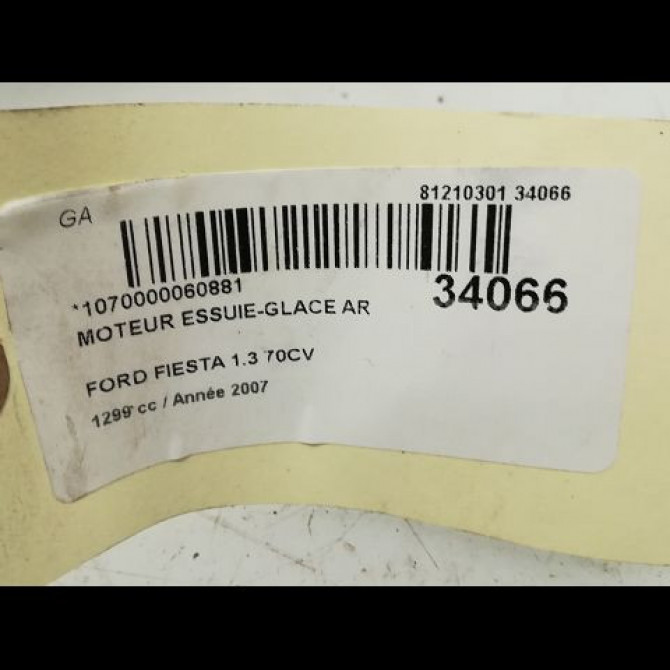 GA
81210301 34066
*1070000060881
34066
MOTEUR ESSUIE-GLACE AR
FORD FIESTA 1.3 70CV
1299 cc / Année 2007